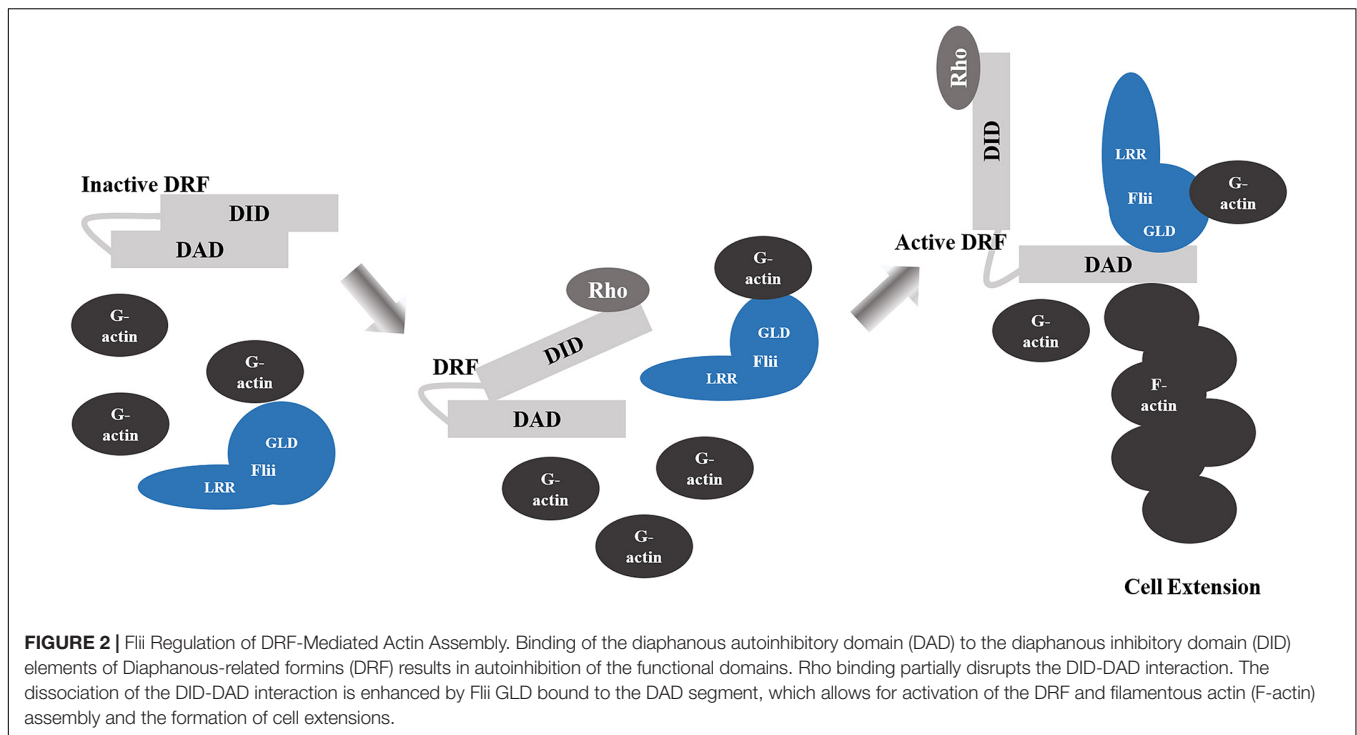 Inactive DRF
DID
DAD
G-
actin
G-
actin
G-
actin
GLD
Flii
LRR
Rho
DID
DRF
DAD
G-
actin
GLD
Flii
LRR
G-
actin
G-
actin
G-
actin
Rho
DID
Active DRF
DAD
LRR
Flii
GLD
G-
actin
G-
actin
F-
actin
Cell Extension
FIGURE 2 | Flii Regulation of DRF-Mediated Actin Assembly. Binding of the diaphanous autoinhibitory domain (DAD) to the diaphanous inhibitory domain (DID)
elements of Diaphanous-related formins (DRF) results in autoinhibition of the functional domains. Rho binding partially disrupts the DID-DAD interaction. The
dissociation of the DID-DAD interaction is enhanced by Flii GLD bound to the DAD segment, which allows for activation of the DRF and filamentous actin (F-actin)
assembly and the formation of cell extensions.